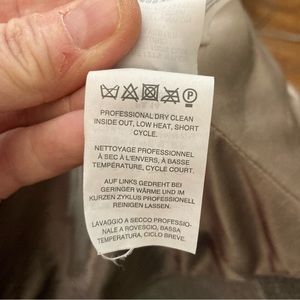 P
PROFESSIONAL DRY CLEAN
INSIDE OUT, LOW HEAT, SHORT
CYCLE.
NETTOYAGE PROFESSIONNEL
À SEC À L'ENVERS, À BASSE
TEMPÉRATURE, CYCLE COURT.
AUF LINKS GEDREHT BEI
GERINGER WÄRME UND IM
KURZEN ZYKLUS PROFESSIONELL
REINIGEN LASSEN.
LAVAGGIO A SECCO PROFESSIO-
NALE A ROVESCIO, BASSA
TEMPERATURA, CICLO BREVE.